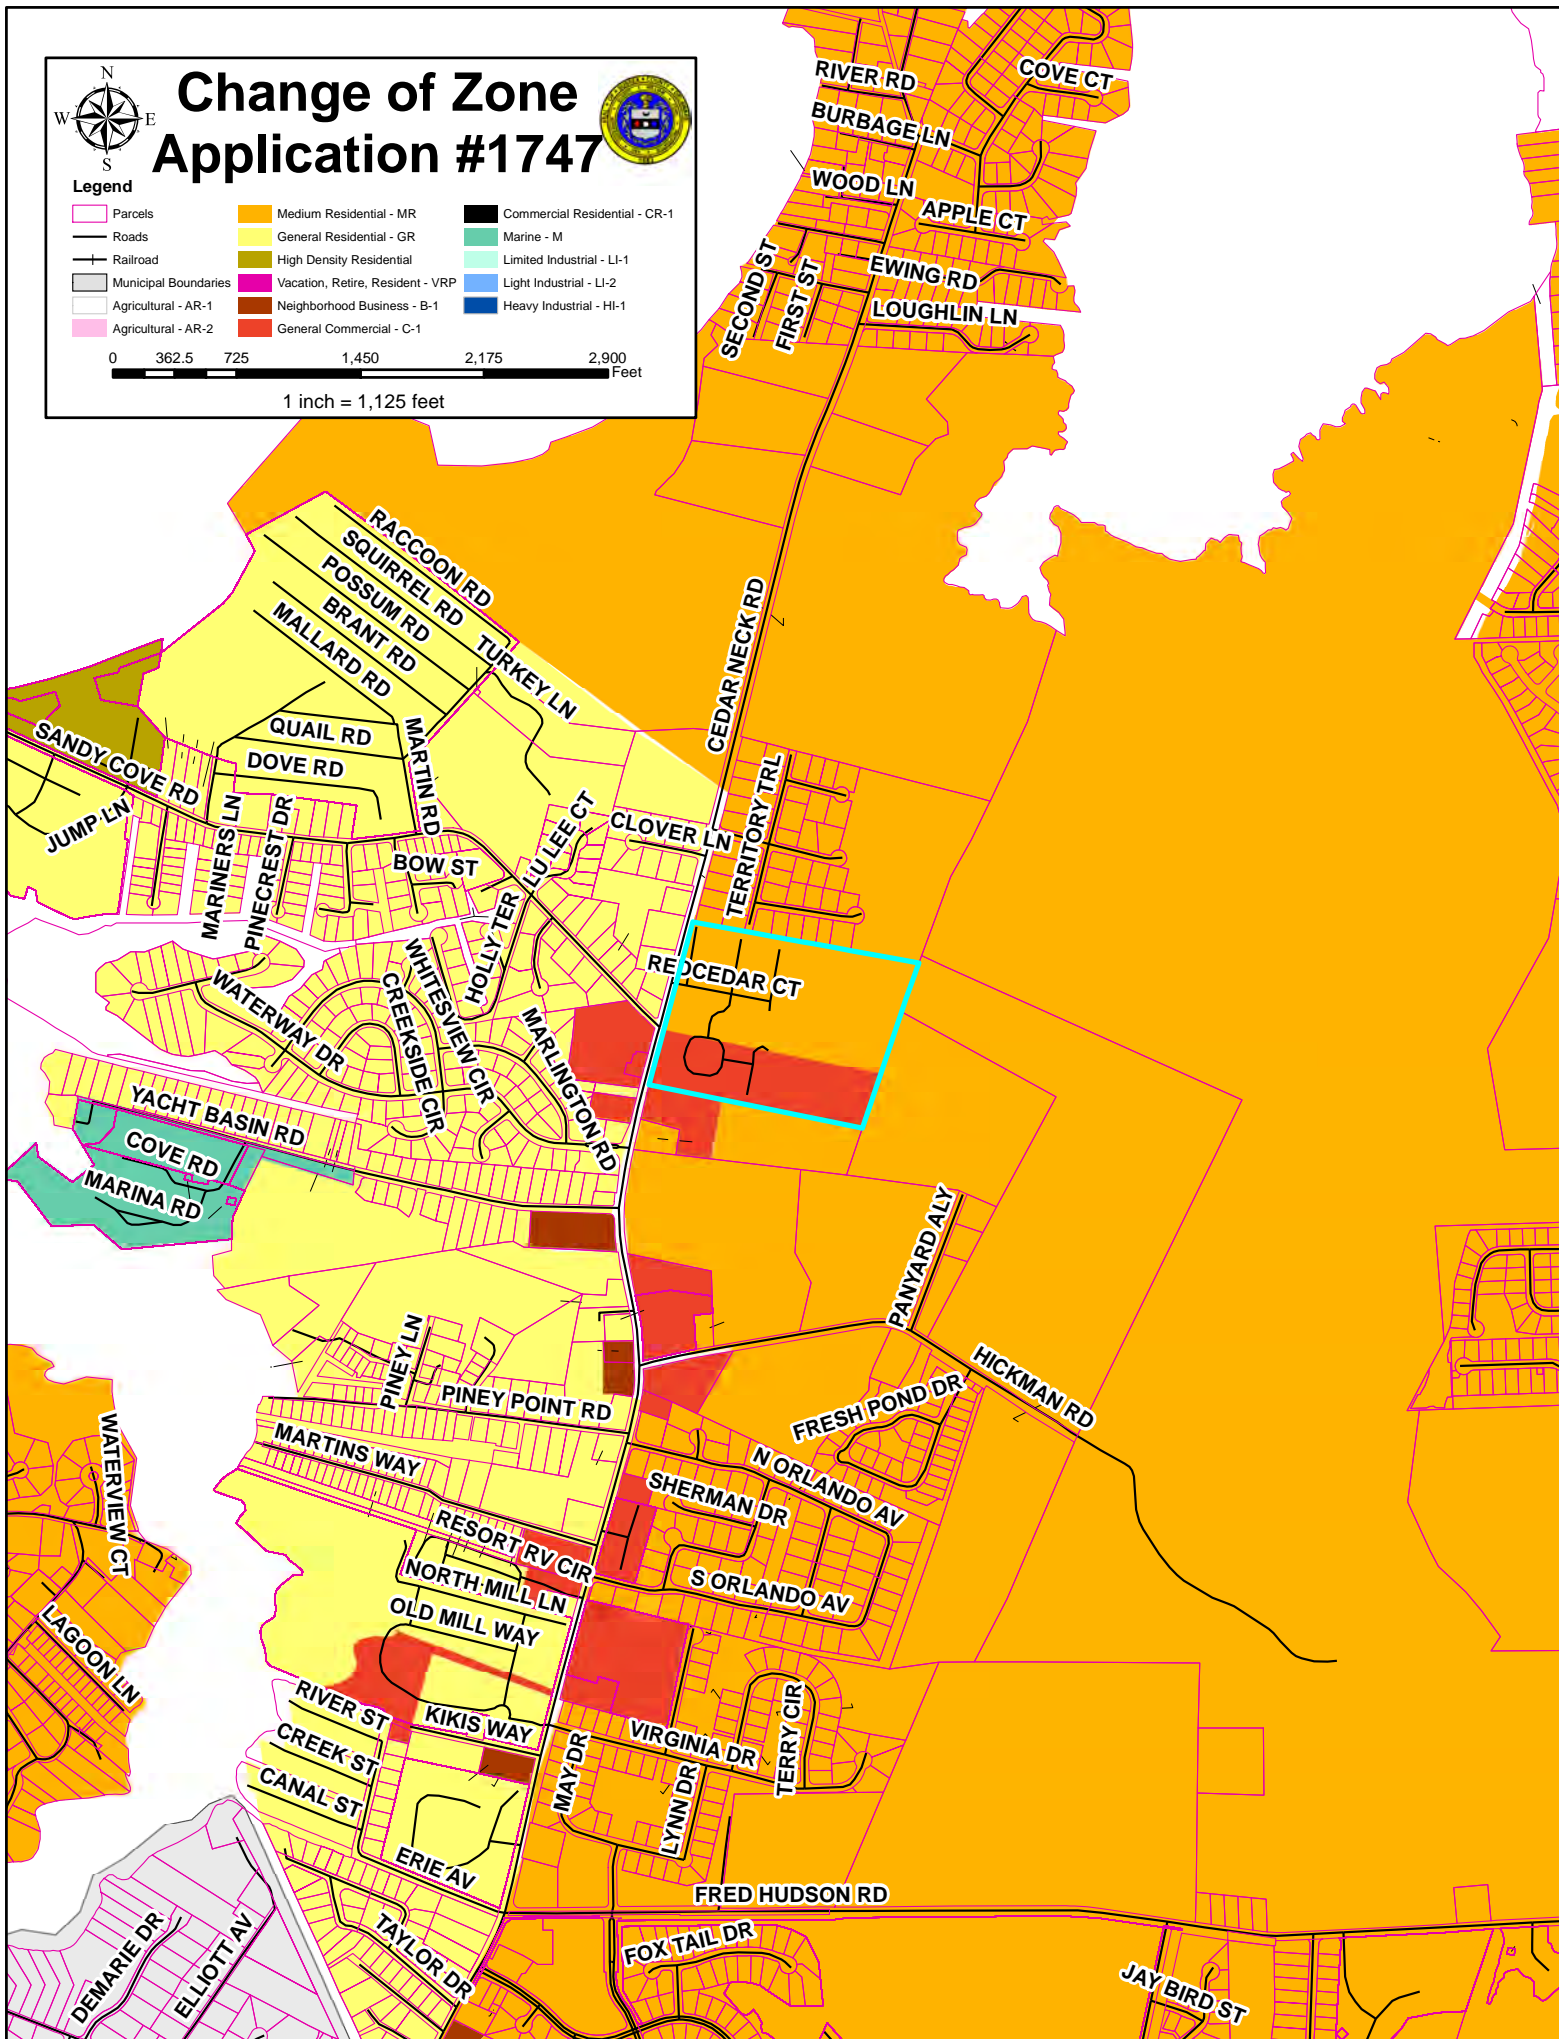 N
W E
S
Change of Zone
Application #1747
Legend
Parcels
Roads
Railroad
Municipal Boundaries
Agricultural - AR-1
Agricultural - AR-2
Medium Residential - MR
General Residential - GR
High Density Residential
Vacation, Retire, Resident - VRP
Neighborhood Business - B-1
General Commercial - C-1
Commercial Residential - CR-1
Marine - M
Limited Industrial - LI-1
Light Industrial - LI-2
Heavy Industrial - HI-1
0 362.5 725 1,450 2,175 2,900
Feet
1 inch = 1,125 feet
RIVER RD
COVE CT
BURBAGE LN
WOOD LN
APPLE CT
SECOND ST
FIRST ST
EWING RD
LOUGHLIN LN
RACCOON RD
SQUIRREL RD
POSSUM RD
BRANT RD
MALLARD RD
TURKEY LN
CEDAR NECK RD
QUAIL RD
DOVE RD
MARTIN RD
SANDY COVE RD
JUMP LN
MARINERS LN
PINECREST DR
BOW ST
LU LEE CT
CLOVER LN
TERRITORY TRL
HOLLY TER
WHITESVIEW CIR
CREEKSIDE CIR
WATERWAY DR
MARLINGTON RD
REDCEDAR CT
YACHT BASIN RD
COVE RD
MARINA RD
PANYARD ALY
HICKMAN RD
PINEY LN
PINEY POINT RD
FRESH POND DR
MARTINS WAY
N ORLANDO AV
SHERMAN DR
RESORT RV CIR
S ORLANDO AV
NORTH MILL LN
OLD MILL WAY
WATERVIEW CT
LAGOON LN
RIVER ST
KIKIS WAY
CREEK ST
CANAL ST
VIRGINIA DR
TERRY CIR
MAY DR
LYNN DR
ERIE AV
FRED HUDSON RD
TAYLOR DR
FOX TAIL DR
DEMARIE DR
ELLIOTT AV
JAY BIRD ST